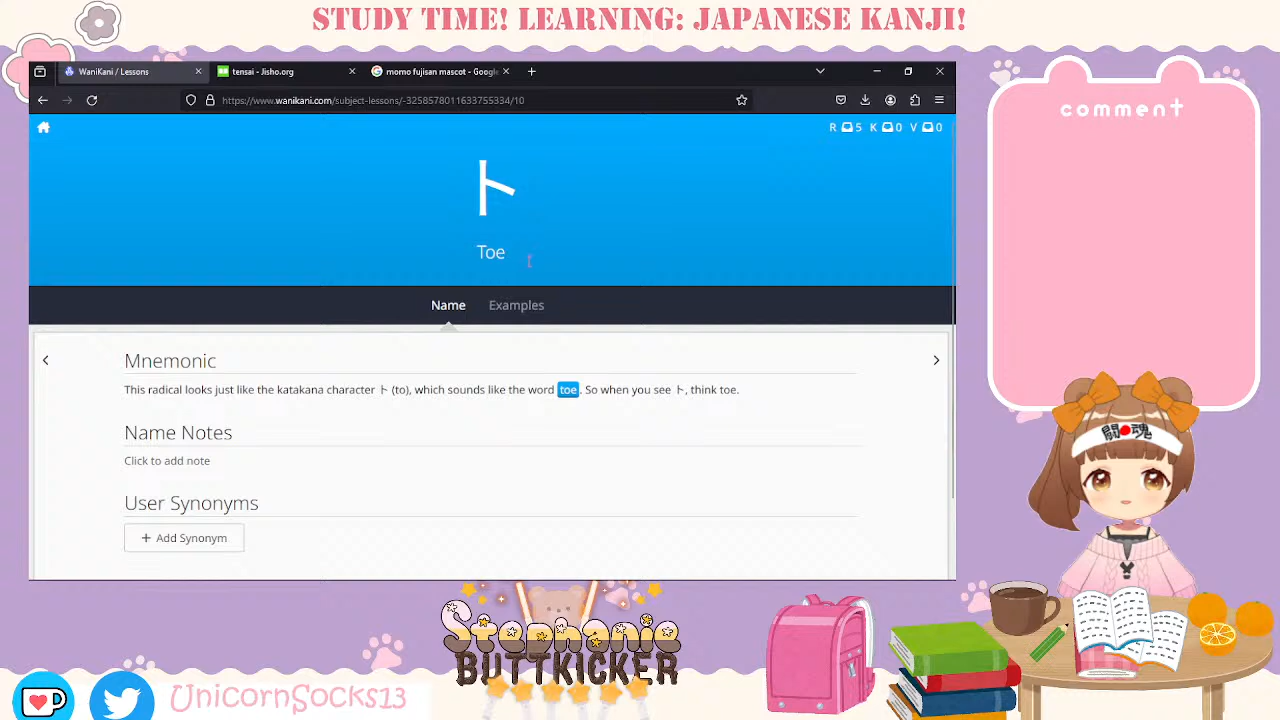 STUDY TIME! LEARNING: JAPANESE KANJI!
WaniKani / Lessons
tensai - Jisho.org
momo fujisan mascot - Google
https://www.wanikani.com/subject-lessons/-3258578011633755334/10
R 5 K 0 V 0
ト
Toe
Name Examples
Mnemonic
This radical looks just like the katakana character ト (to), which sounds like the word toe. So when you see ト, think toe.
Name Notes
Click to add note
User Synonyms
+ Add Synonym
comment
闘魂
Stephanie
BUTTKICKER
UnicornSocks13